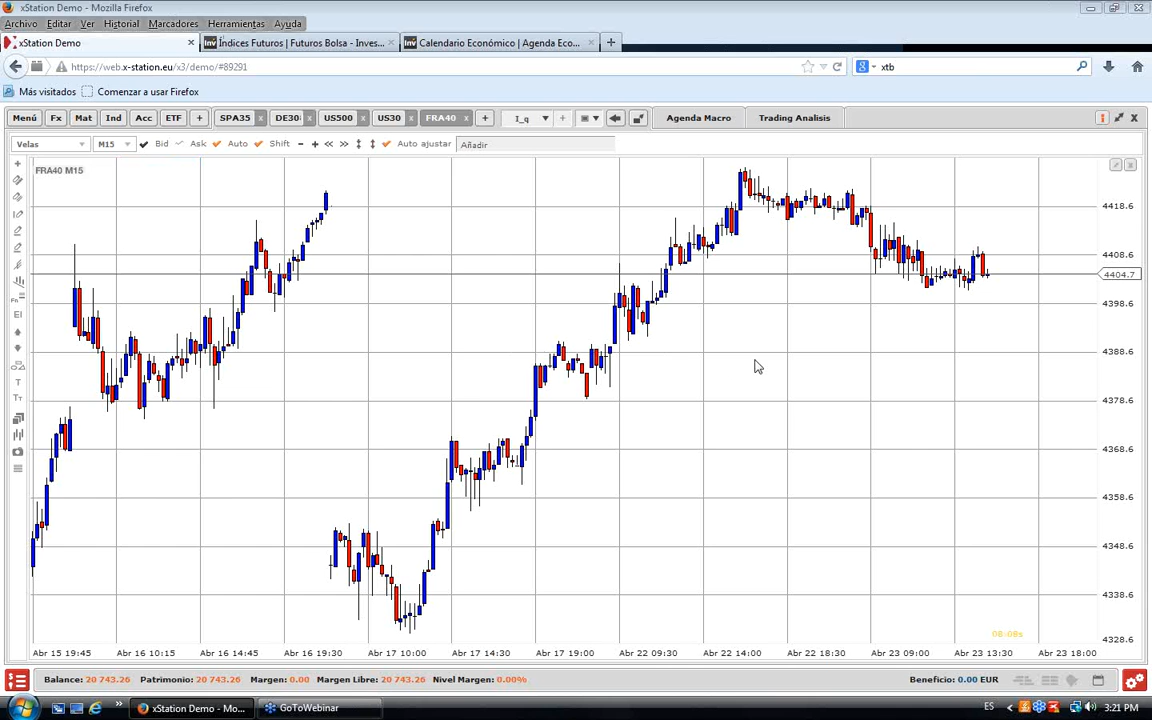 xStation Demo - Mozilla Firefox
Archivo Editar Ver Historial Marcadores Herramientas Ayuda
xStation Demo × Índices Futuros | Futuros Bolsa - Inves... × Calendario Económico | Agenda Eco... × +
https://web.x-station.eu/x3/demo/#89291 xtb
Más visitados Comenzar a usar Firefox
Menú Fx Mat Ind Acc ETF + SPA35 x DE30 x US500 x US30 x FRA40 x + I_q + Agenda Macro Trading Analisis
Velas M15 Bid Ask Auto Shift - + << >> Auto ajustar Añadir
FRA40 M15
4418.6
4408.6
4404.7
4398.6
4388.6
4378.6
4368.6
4358.6
4348.6
4338.6
4328.6
EI
T
TT
08:08s
Abr 15 19:45 Abr 16 10:15 Abr 16 14:45 Abr 16 19:30 Abr 17 10:00 Abr 17 14:30 Abr 17 19:00 Abr 22 09:30 Abr 22 14:00 Abr 22 18:30 Abr 23 09:00 Abr 23 13:30 Abr 23 18:00
Balance: 20 743.26 Patrimonio: 20 743.26 Margen: 0.00 Margen Libre: 20 743.26 Nivel Margen: 0.00% Beneficio: 0.00 EUR
xStation Demo - Mo... GoToWebinar ES 3:21 PM